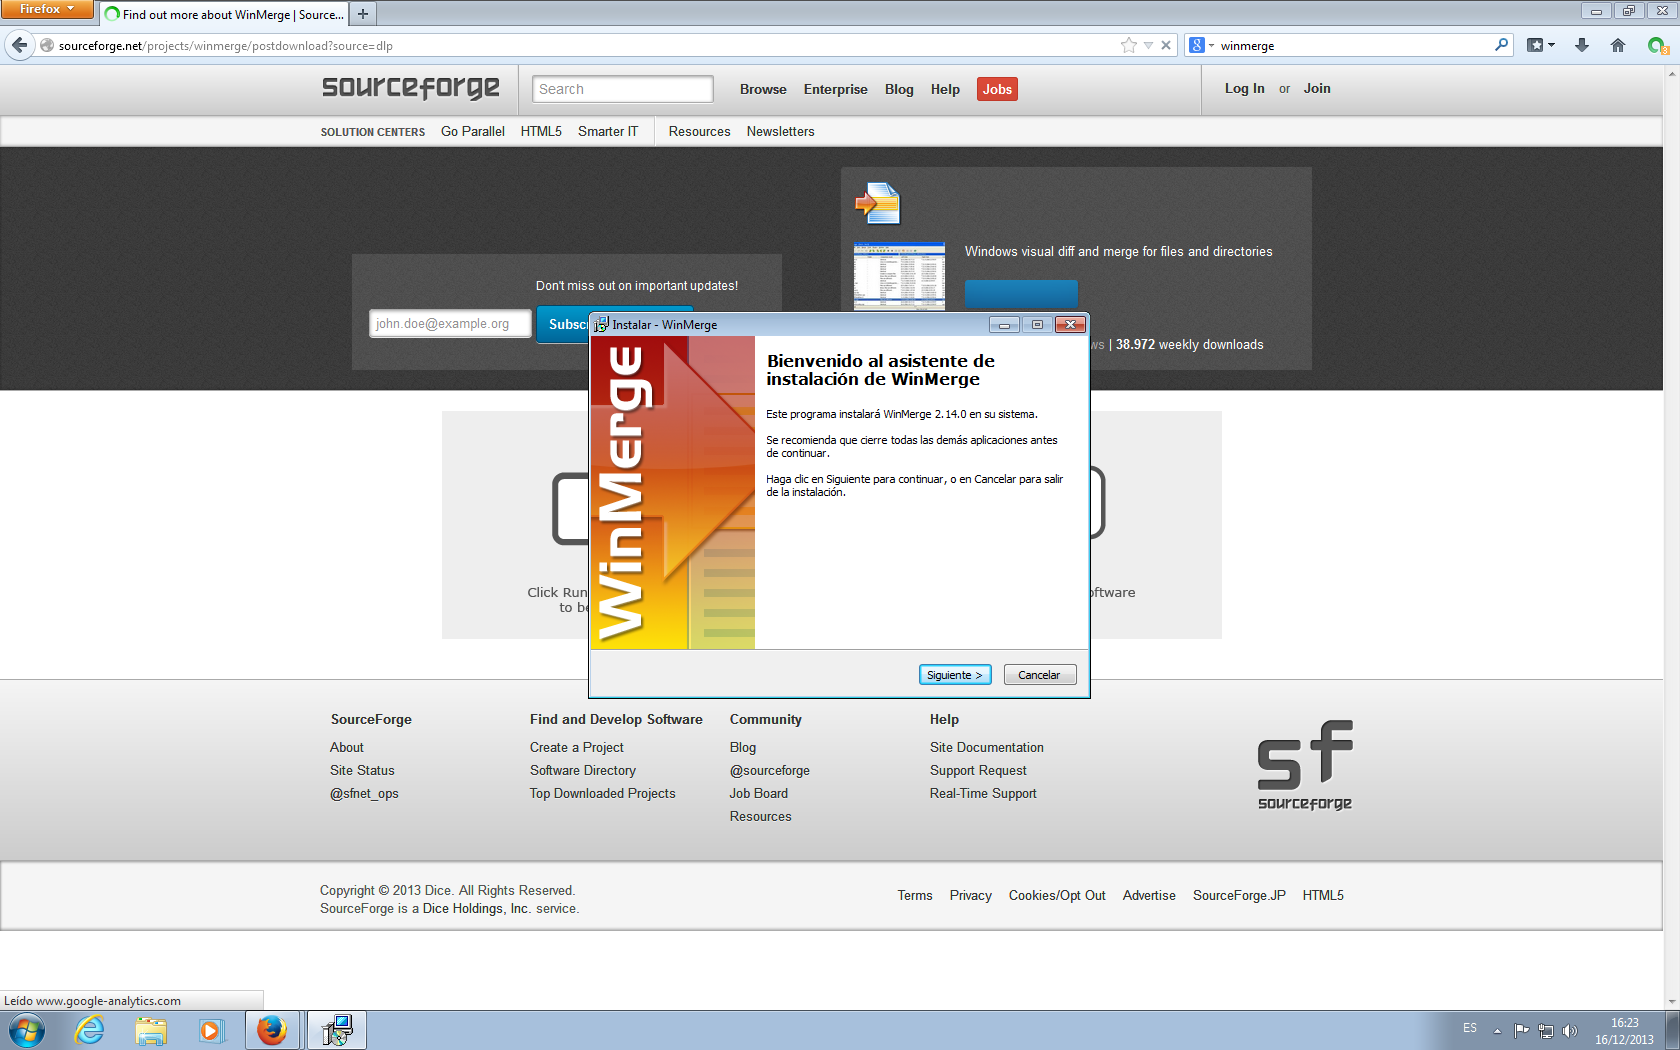 Firefox
Find out more about WinMerge | Source...
sourceforge.net/projects/winmerge/postdownload?source=dlp
winmerge
3
sourceforge
Search
Browse
Enterprise
Blog
Help
Jobs
Log In or Join
SOLUTION CENTERS
Go Parallel
HTML5
Smarter IT
Resources
Newsletters
Windows visual diff and merge for files and directories
Don't miss out on important updates!
john.doe@example.org
| 38.972 weekly downloads
Instalar - WinMerge
WinMerge
Bienvenido al asistente de
instalación de WinMerge
Este programa instalará WinMerge 2.14.0 en su sistema.
Se recomienda que cierre todas las demás aplicaciones antes
de continuar.
Haga clic en Siguiente para continuar, o en Cancelar para salir
de la instalación.
Siguiente >
Cancelar
Click Run
to
SourceForge
About
Site Status
@sfnet_ops
Find and Develop Software
Create a Project
Software Directory
Top Downloaded Projects
Community
Blog
@sourceforge
Job Board
Resources
Help
Site Documentation
Support Request
Real-Time Support
sf
sourceforge
Copyright © 2013 Dice. All Rights Reserved.
SourceForge is a Dice Holdings, Inc. service.
Terms
Privacy
Cookies/Opt Out
Advertise
SourceForge.JP
HTML5
Leído www.google-analytics.com
ES
16:23
16/12/2013